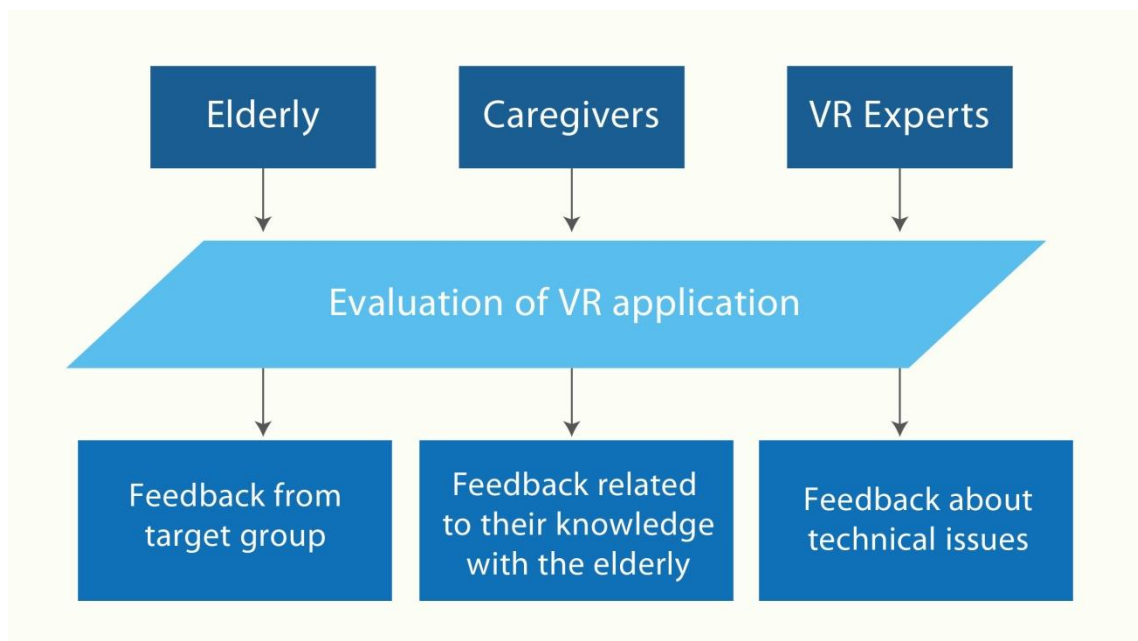 Elderly
Caregivers
VR Experts
Evaluation of VR application
Feedback from
target group
Feedback related
to their knowledge
with the elderly
Feedback about
technical issues